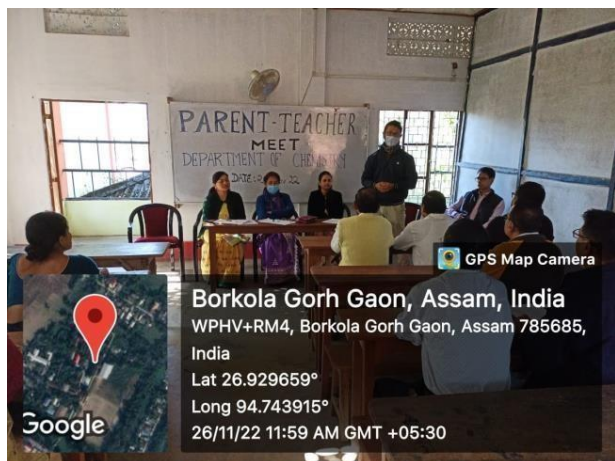 PARENT-TEACHER
MEET
DEPARTMENT OF CHEMISTRY
GPS Map Camera
Borkola Gorh Gaon, Assam, India
WPHV+RM4, Borkola Gorh Gaon, Assam 785685,
India
Lat 26.929659°
Long 94.743915°
26/11/22 11:59 AM GMT +05:30
Google